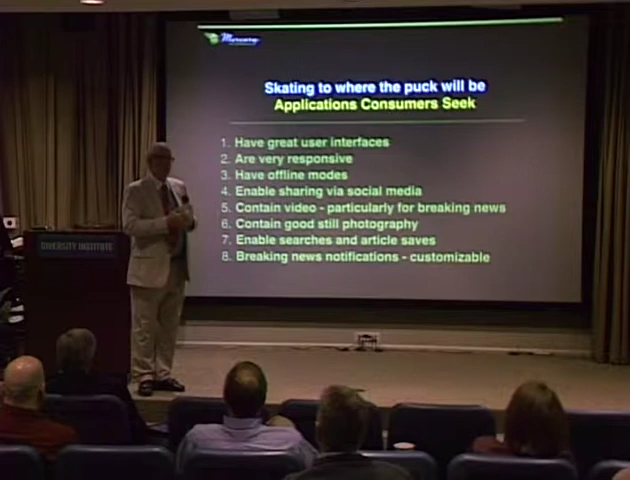 Mercury
Skating to where the puck will be
Applications Consumers Seek
1. Have great user interfaces
2. Are very responsive
3. Have offline modes
4. Enable sharing via social media
5. Contain video - particularly for breaking news
6. Contain good still photography
7. Enable searches and article saves
8. Breaking news notifications - customizable
DIVERSITY INSTITUTE